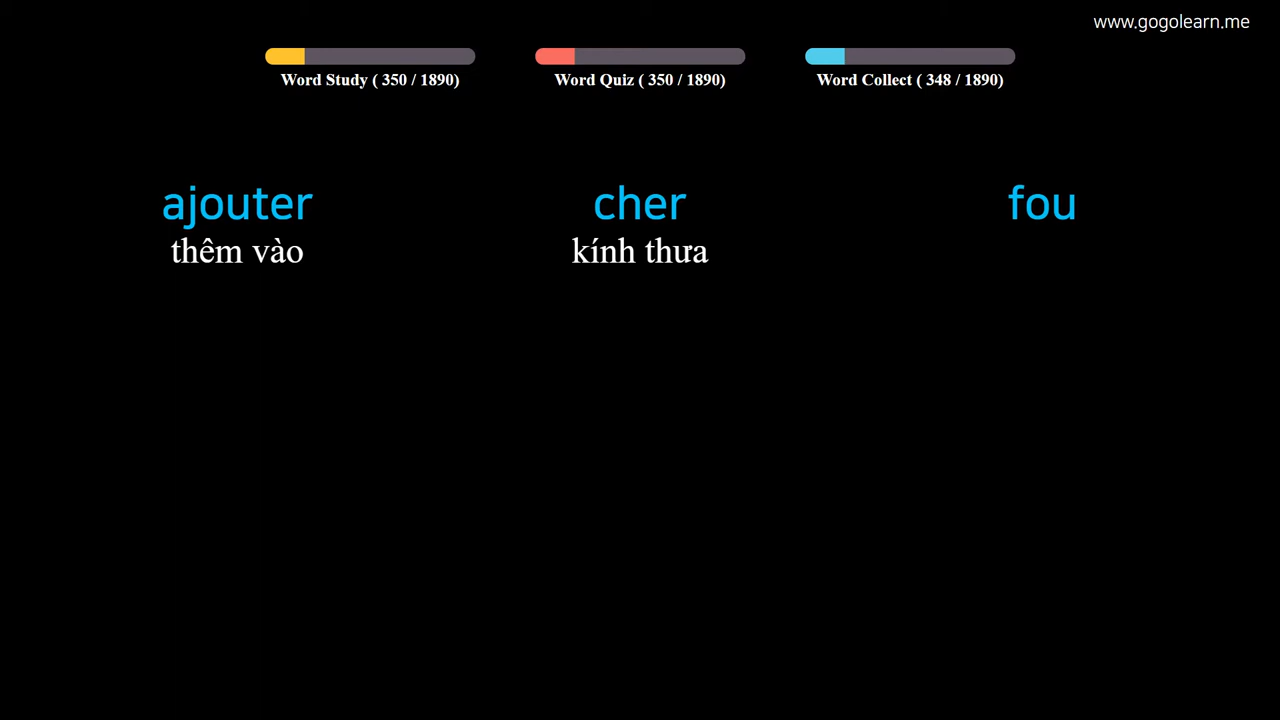 www.gogolearn.me
Word Study ( 350 / 1890)
Word Quiz ( 350 / 1890)
Word Collect ( 348 / 1890)
ajouter
thêm vào
cher
kính thưa
fou